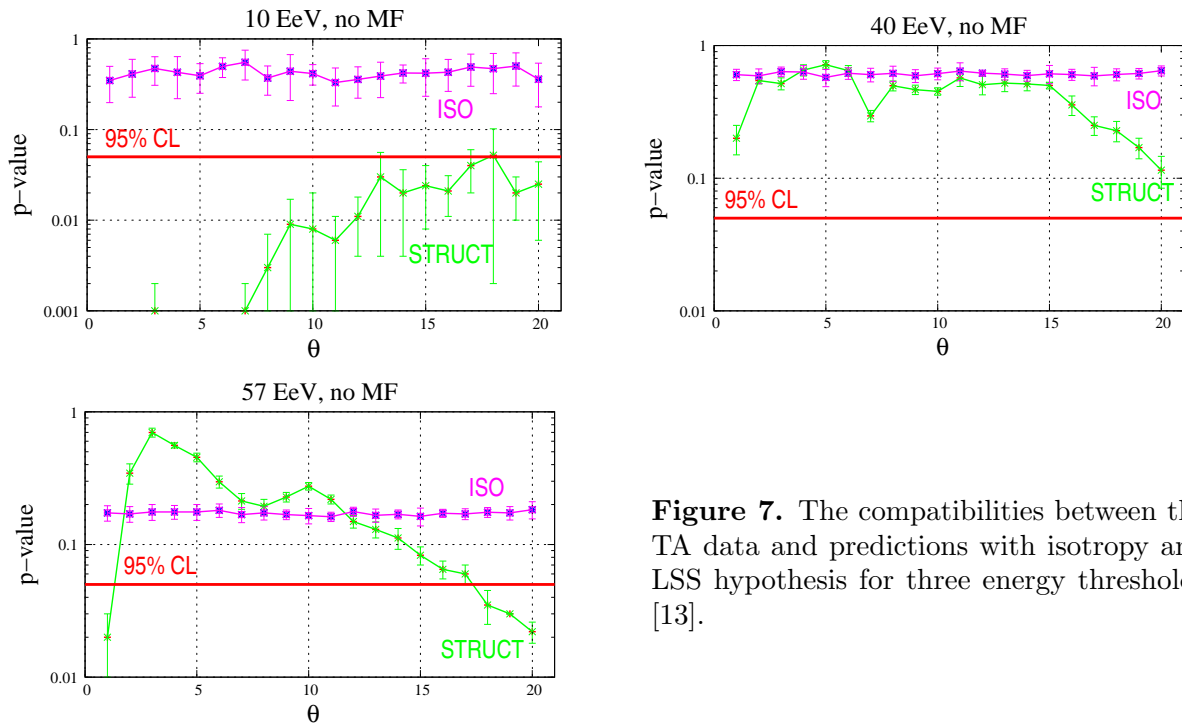 10 EeV, no MF
1
0.1
0.01
0.001
p-value
ISO
95% CL
STRUCT
0 5 10 15 20
θ
40 EeV, no MF
1
0.1
0.01
p-value
ISO
STRUCT
95% CL
0 5 10 15 20
θ
57 EeV, no MF
1
0.1
0.01
p-value
ISO
95% CL
STRUCT
0 5 10 15 20
θ
Figure 7. The compatibilities between
TA data and predictions with isotropy
LSS hypothesis for three energy
[13].